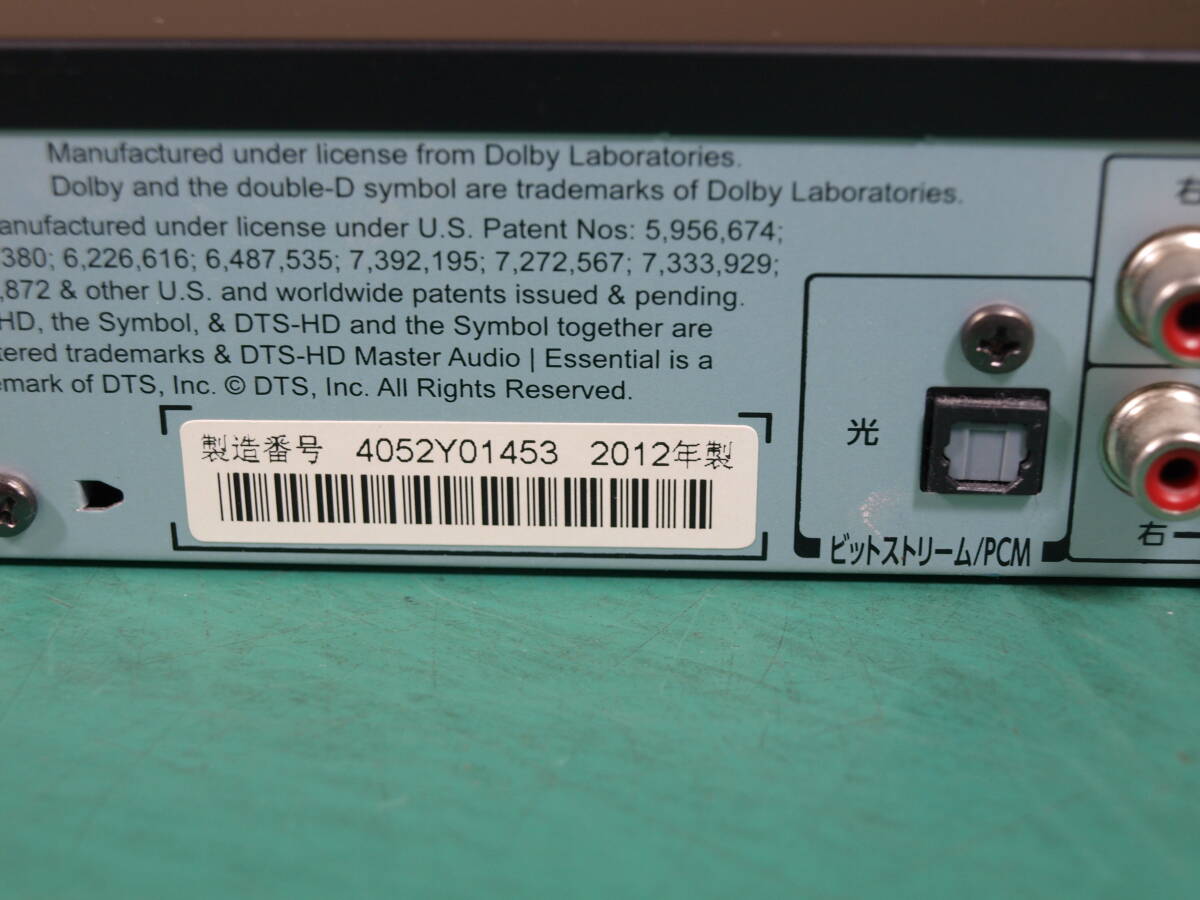 Manufactured under license from Dolby Laboratories.
Dolby and the double-D symbol are trademarks of Dolby Laboratories.
anufactured under license under U.S. Patent Nos: 5,956,674;
380; 6,226,616; 6,487,535; 7,392,195; 7,272,567; 7,333,929;
,872 & other U.S. and worldwide patents issued & pending.
HD, the Symbol, & DTS-HD and the Symbol together are
tered trademarks & DTS-HD Master Audio | Essential is a
emark of DTS, Inc. © DTS, Inc. All Rights Reserved.
製造番号 4052Y01453 2012年製
光
ビットストリーム/PCM
右
右